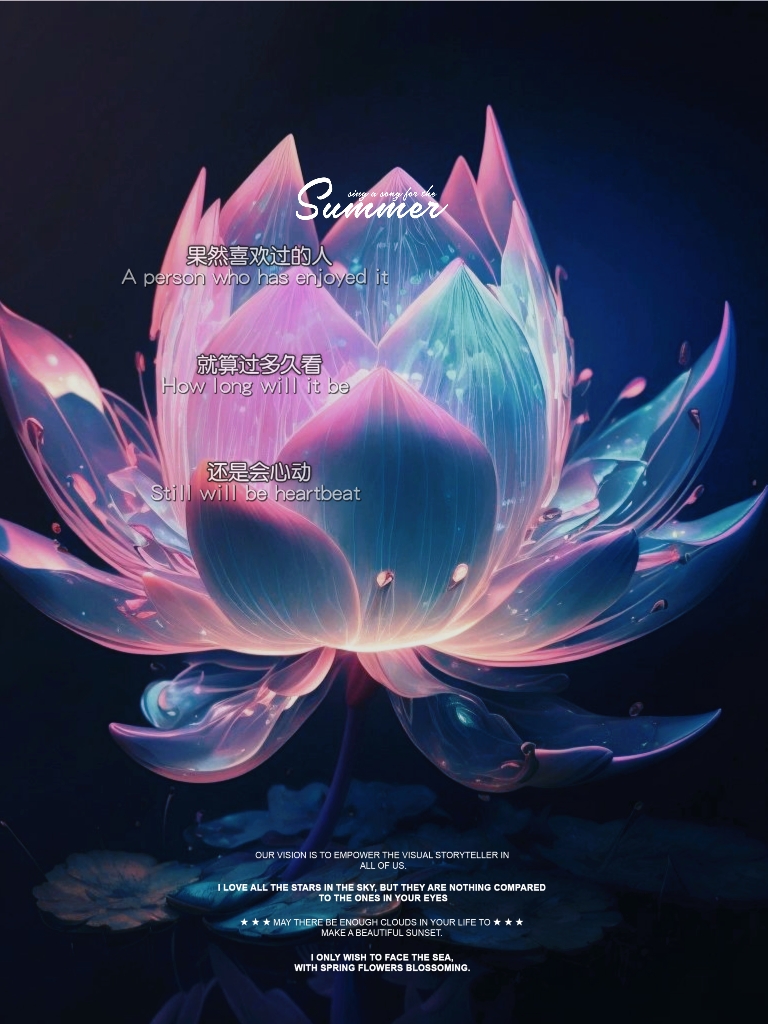 sing a song for the
Summer
果然喜欢过的人
A person who has enjoyed it
就算过多久看
How long will it be
还是会心动
Still will be heartbeat
OUR VISION IS TO EMPOWER THE VISUAL STORYTELLER IN
ALL OF US.
I LOVE ALL THE STARS IN THE SKY, BUT THEY ARE NOTHING COMPARED
TO THE ONES IN YOUR EYES
★ ★ ★ MAY THERE BE ENOUGH CLOUDS IN YOUR LIFE TO ★ ★ ★
MAKE A BEAUTIFUL SUNSET.
I ONLY WISH TO FACE THE SEA,
WITH SPRING FLOWERS BLOSSOMING.